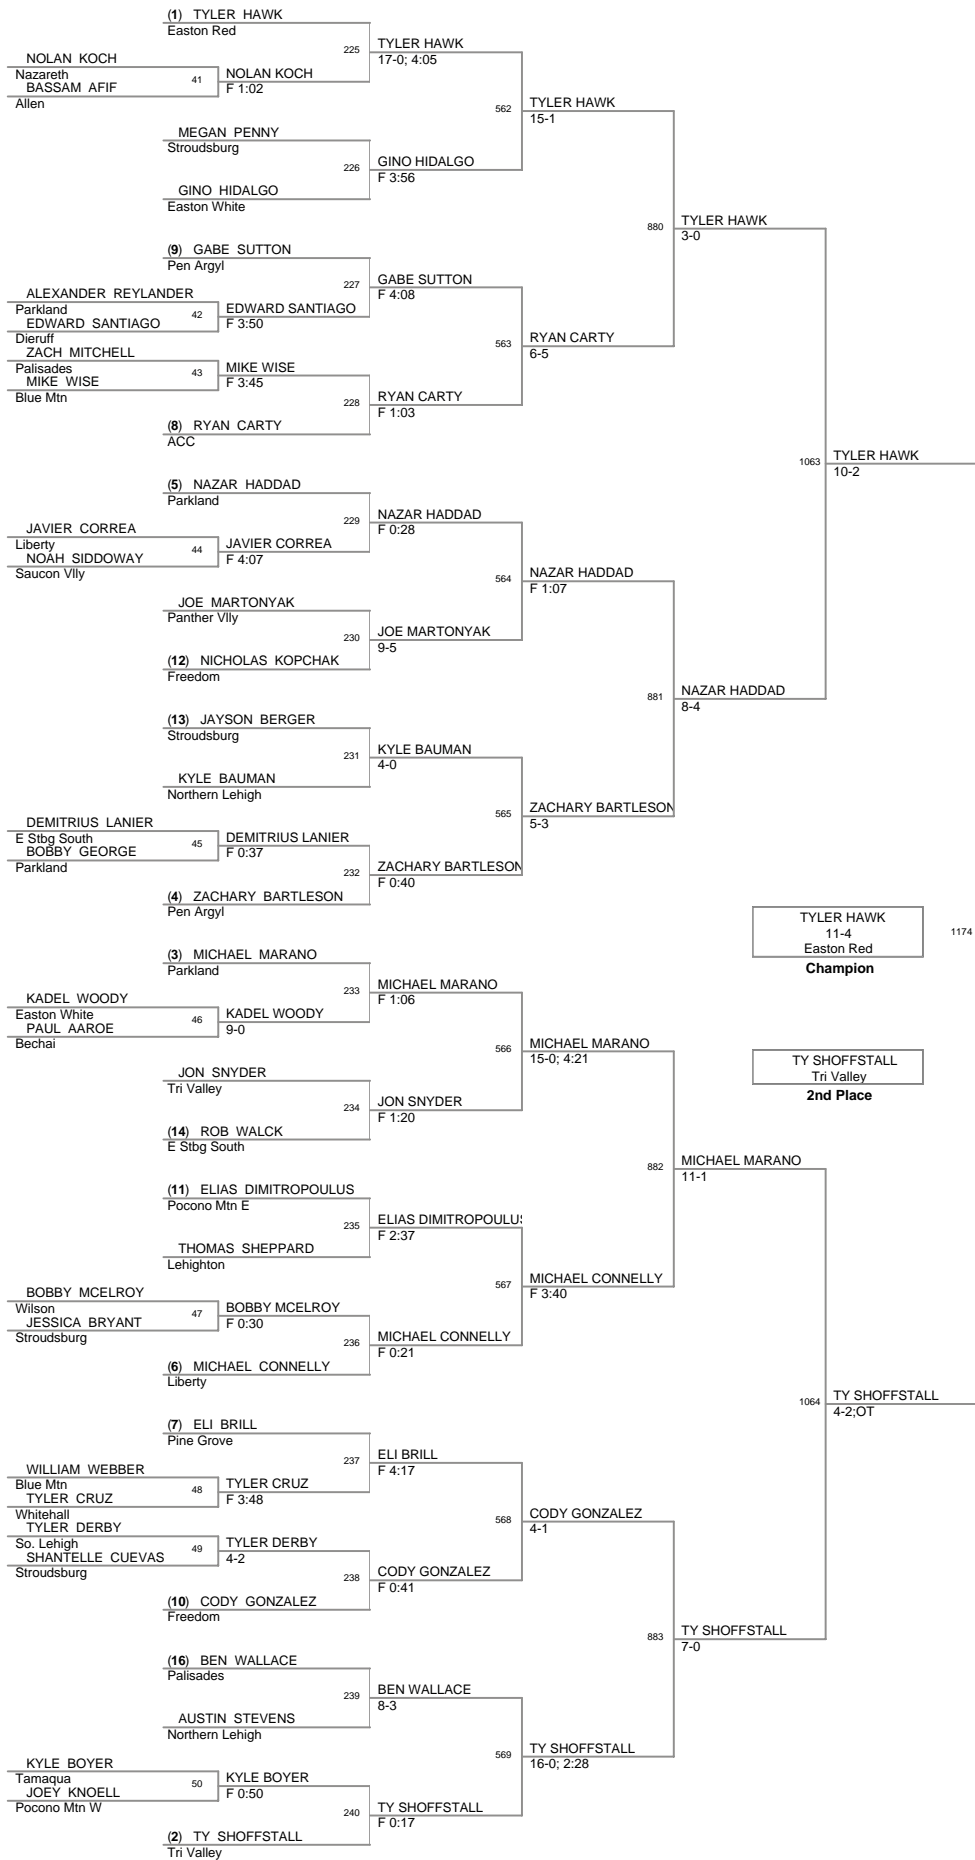 (1) TYLER HAWK
Easton Red
225
TYLER HAWK
17-0; 4:05
NOLAN KOCH
Nazareth
41
NOLAN KOCH
F 1:02
BASSAM AFIF
Allen
562
TYLER HAWK
15-1
MEGAN PENNY
Stroudsburg
226
GINO HIDALGO
F 3:56
GINO HIDALGO
Easton White
880
TYLER HAWK
3-0
(9) GABE SUTTON
Pen Argyl
227
GABE SUTTON
F 4:08
ALEXANDER REYLANDER
Parkland
42
EDWARD SANTIAGO
F 3:50
EDWARD SANTIAGO
Dieruff
563
RYAN CARTY
6-5
ZACH MITCHELL
Palisades
43
MIKE WISE
F 3:45
MIKE WISE
Blue Mtn
228
RYAN CARTY
F 1:03
(8) RYAN CARTY
ACC
1063
TYLER HAWK
10-2
(5) NAZAR HADDAD
Parkland
229
NAZAR HADDAD
F 0:28
JAVIER CORREA
Liberty
44
JAVIER CORREA
F 4:07
NOAH SIDDOWAY
Saucon Vlly
564
NAZAR HADDAD
F 1:07
JOE MARTONYAK
Panther Vlly
230
JOE MARTONYAK
9-5
(12) NICHOLAS KOPCHAK
Freedom
881
NAZAR HADDAD
8-4
(13) JAYSON BERGER
Stroudsburg
231
KYLE BAUMAN
4-0
KYLE BAUMAN
Northern Lehigh
565
ZACHARY BARTLESON
5-3
DEMITRIUS LANIER
E Stbg South
45
DEMITRIUS LANIER
F 0:37
BOBBY GEORGE
Parkland
232
ZACHARY BARTLESON
F 0:40
(4) ZACHARY BARTLESON
Pen Argyl
TYLER HAWK
11-4
Easton Red
1174
Champion
(3) MICHAEL MARANO
Parkland
233
MICHAEL MARANO
F 1:06
KADEL WOODY
Easton White
46
KADEL WOODY
9-0
PAUL AAROE
Bechai
566
MICHAEL MARANO
15-0; 4:21
JON SNYDER
Tri Valley
234
JON SNYDER
F 1:20
(14) ROB WALCK
E Stbg South
TY SHOFFSTALL
Tri Valley
2nd Place
882
MICHAEL MARANO
11-1
(11) ELIAS DIMITROPOULUS
Pocono Mtn E
235
ELIAS DIMITROPOULUS
F 2:37
THOMAS SHEPPARD
Lehighton
567
MICHAEL CONNELLY
F 3:40
BOBBY MCELROY
Wilson
47
BOBBY MCELROY
F 0:30
JESSICA BRYANT
Stroudsburg
236
MICHAEL CONNELLY
F 0:21
(6) MICHAEL CONNELLY
Liberty
1064
TY SHOFFSTALL
4-2;OT
(7) ELI BRILL
Pine Grove
237
ELI BRILL
F 4:17
WILLIAM WEBBER
Blue Mtn
48
TYLER CRUZ
F 3:48
TYLER CRUZ
Whitehall
568
CODY GONZALEZ
4-1
TYLER DERBY
So. Lehigh
49
TYLER DERBY
4-2
SHANTELLE CUEVAS
Stroudsburg
238
CODY GONZALEZ
F 0:41
(10) CODY GONZALEZ
Freedom
883
TY SHOFFSTALL
7-0
(16) BEN WALLACE
Palisades
239
BEN WALLACE
8-3
AUSTIN STEVENS
Northern Lehigh
569
TY SHOFFSTALL
16-0; 2:28
KYLE BOYER
Tamaqua
50
KYLE BOYER
F 0:50
JOEY KNOELL
Pocono Mtn W
240
TY SHOFFSTALL
F 0:17
(2) TY SHOFFSTALL
Tri Valley